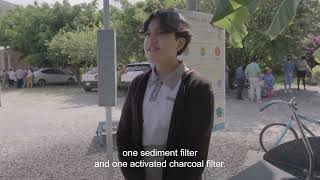 one sediment filter
and one activated charcoal filter.